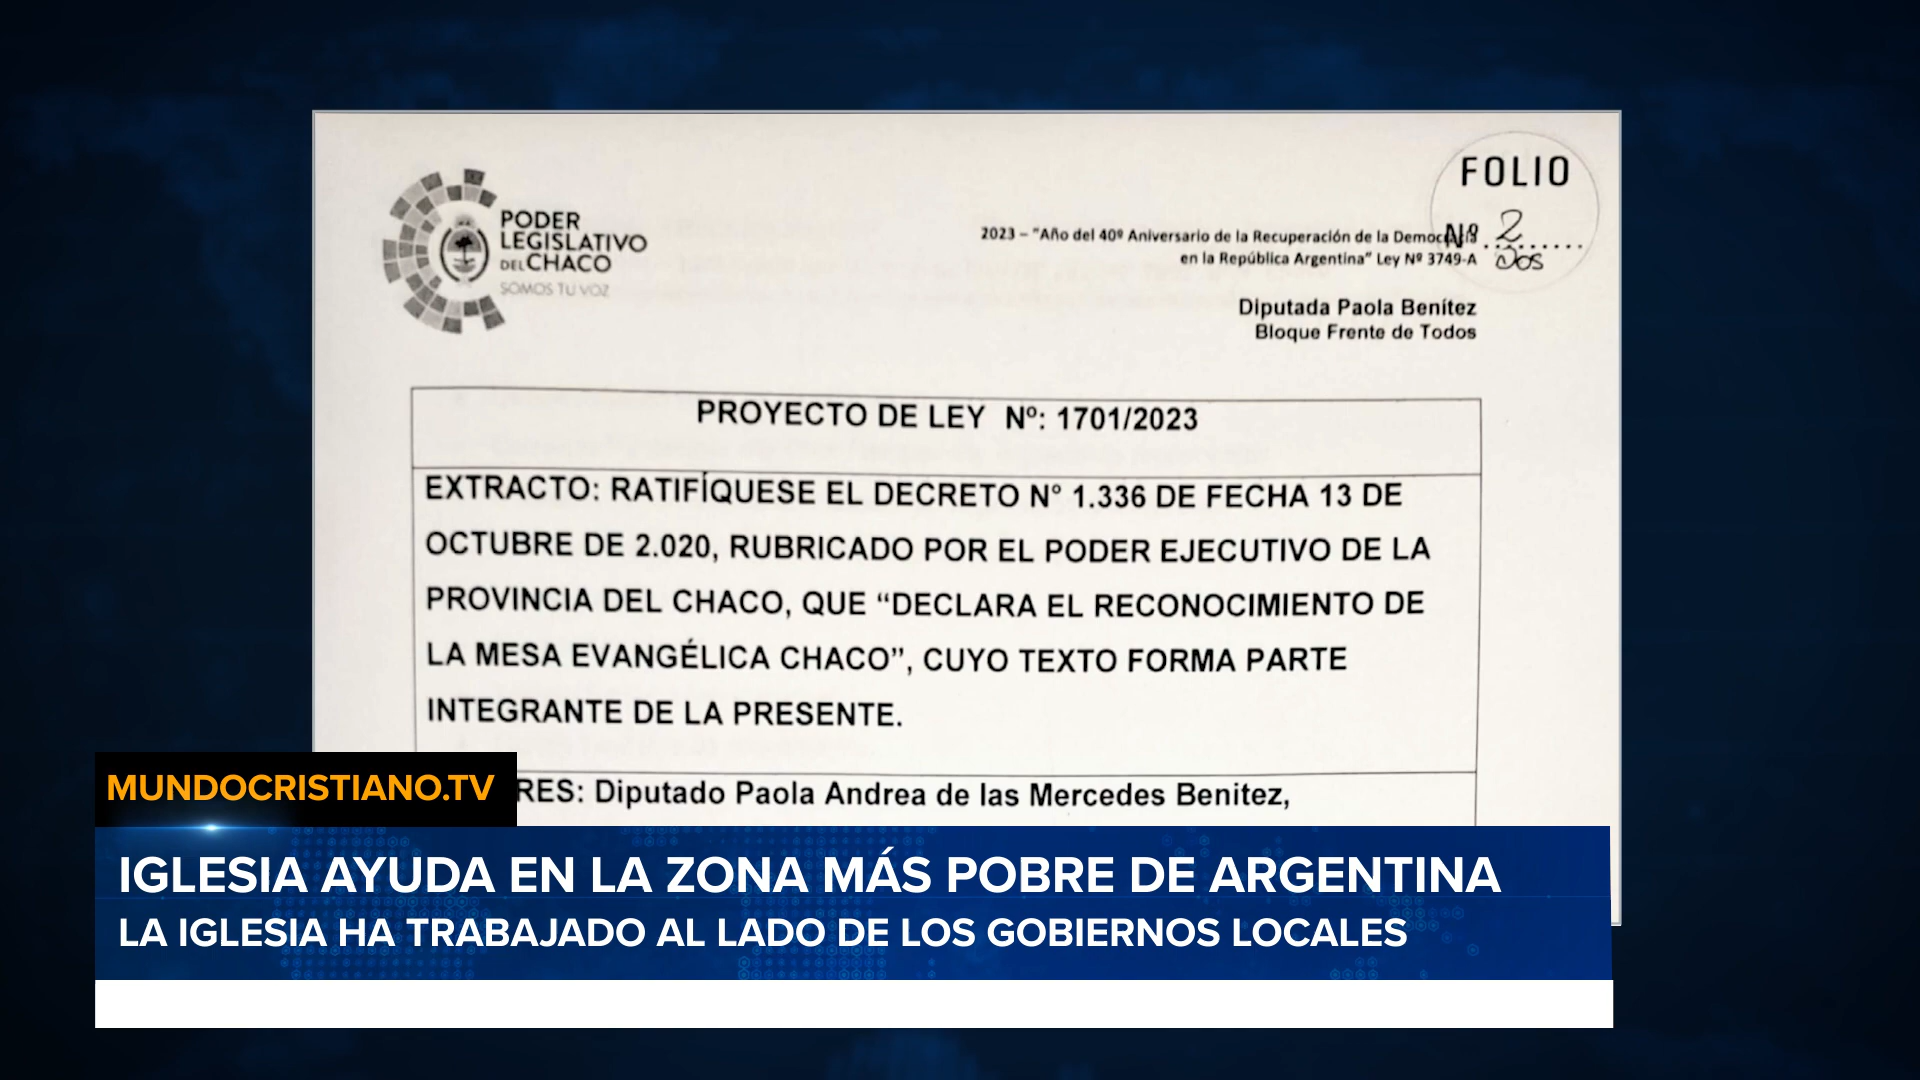 FOLIO
Nº 2
dos
PODER
LEGISLATIVO
DEL CHACO
SOMOS TU VOZ
2023 – "Año del 40º Aniversario de la Recuperación de la Democracia
en la República Argentina" Ley Nº 3749-A
Diputada Paola Benítez
Bloque Frente de Todos
PROYECTO DE LEY Nº: 1701/2023
EXTRACTO: RATIFÍQUESE EL DECRETO N° 1.336 DE FECHA 13 DE
OCTUBRE DE 2.020, RUBRICADO POR EL PODER EJECUTIVO DE LA
PROVINCIA DEL CHACO, QUE “DECLARA EL RECONOCIMIENTO DE
LA MESA EVANGÉLICA CHACO”, CUYO TEXTO FORMA PARTE
INTEGRANTE DE LA PRESENTE.
RES: Diputado Paola Andrea de las Mercedes Benitez,
MUNDOCRISTIANO.TV
IGLESIA AYUDA EN LA ZONA MÁS POBRE DE ARGENTINA
LA IGLESIA HA TRABAJADO AL LADO DE LOS GOBIERNOS LOCALES